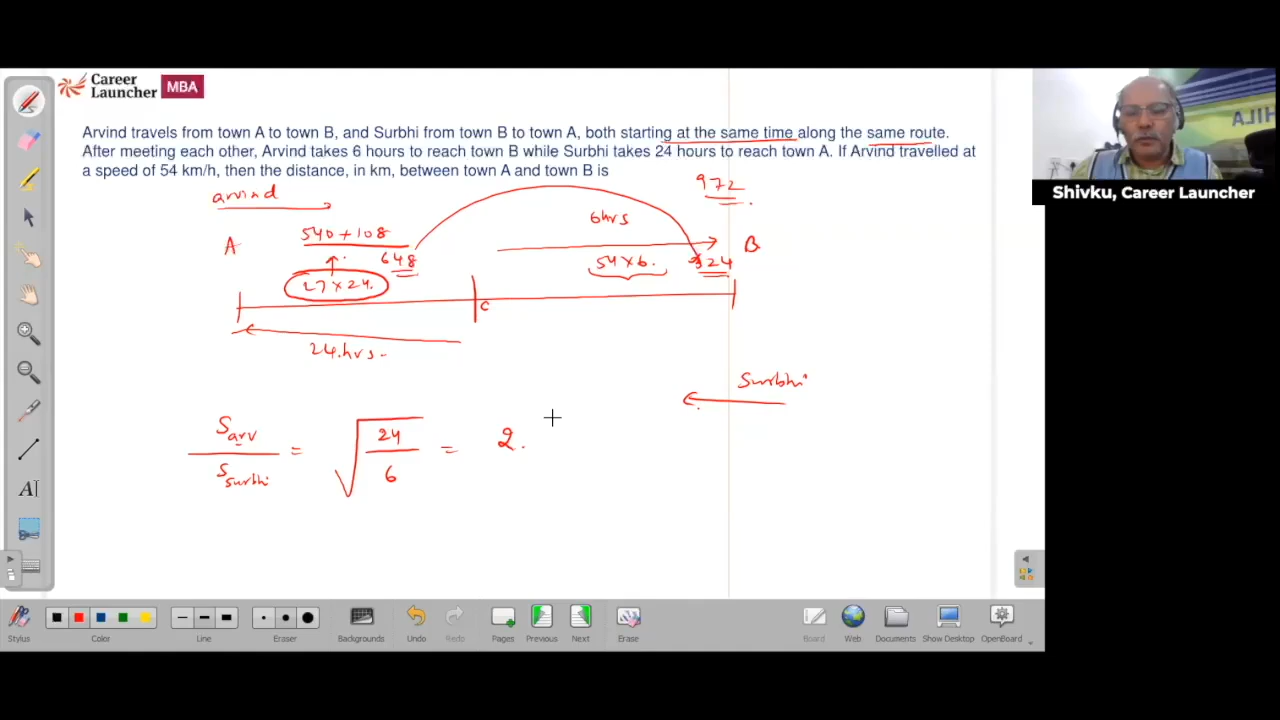 Career
Launcher MBA
Arvind travels from town A to town B, and Surbhi from town B to town A, both starting at the same time along the same route.
After meeting each other, Arvind takes 6 hours to reach town B while Surbhi takes 24 hours to reach town A. If Arvind travelled at
a speed of 54 km/h, then the distance, in km, between town A and town B is
Shivku, Career Launcher
arvind
972
6hrs
A
540 + 108
B
648
54 x 6.
324
27 x 24.
C
24.hrs.
Surbhi
S arv
S surbhi
=
√ 24
6
= 2.
A
Stylus
Color
Line
Eraser
Backgrounds
Undo
Redo
Pages
Previous
Next
Erase
Board
Web
Documents
Show Desktop
OpenBoard